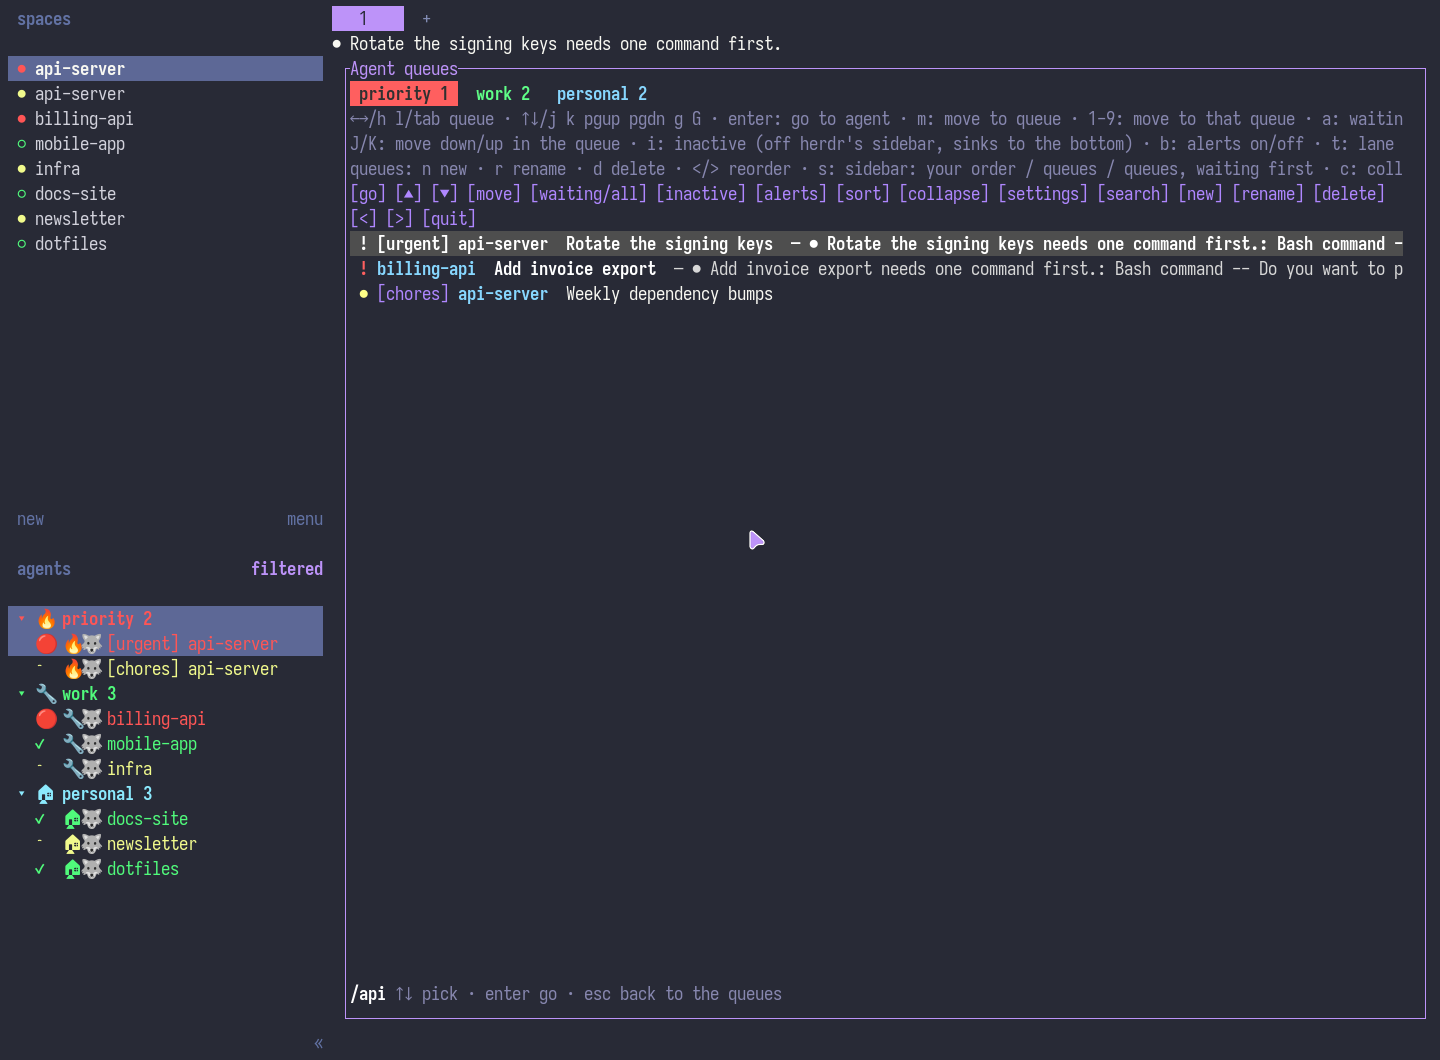 spaces
api-server
api-server
billing-api
mobile-app
infra
docs-site
newsletter
dotfiles
new menu
agents filtered
▾ 🔥 priority 2
🔴 🔥🐺 [urgent] api-server
- 🔥🐺 [chores] api-server
▾ 🔧 work 3
🔴 🔧🐺 billing-api
✓ 🔧🐺 mobile-app
- 🔧🐺 infra
▾ 🏠 personal 3
✓ 🏠🐺 docs-site
- 🏠🐺 newsletter
✓ 🏠🐺 dotfiles
«
1 +
● Rotate the signing keys needs one command first.
Agent queues
priority 1 work 2 personal 2
←→/h l/tab queue · ↑↓/j k pgup pgdn g G · enter: go to agent · m: move to queue · 1-9: move to that queue · a: waitin
J/K: move down/up in the queue · i: inactive (off herdr's sidebar, sinks to the bottom) · b: alerts on/off · t: lane
queues: n new · r rename · d delete · </> reorder · s: sidebar: your order / queues / queues, waiting first · c: coll
[go] [▲] [▼] [move] [waiting/all] [inactive] [alerts] [sort] [collapse] [settings] [search] [new] [rename] [delete]
[<] [>] [quit]
! [urgent] api-server Rotate the signing keys — ● Rotate the signing keys needs one command first.: Bash command -
! billing-api Add invoice export — ● Add invoice export needs one command first.: Bash command -- Do you want to p
● [chores] api-server Weekly dependency bumps
/api ↑↓ pick · enter go · esc back to the queues